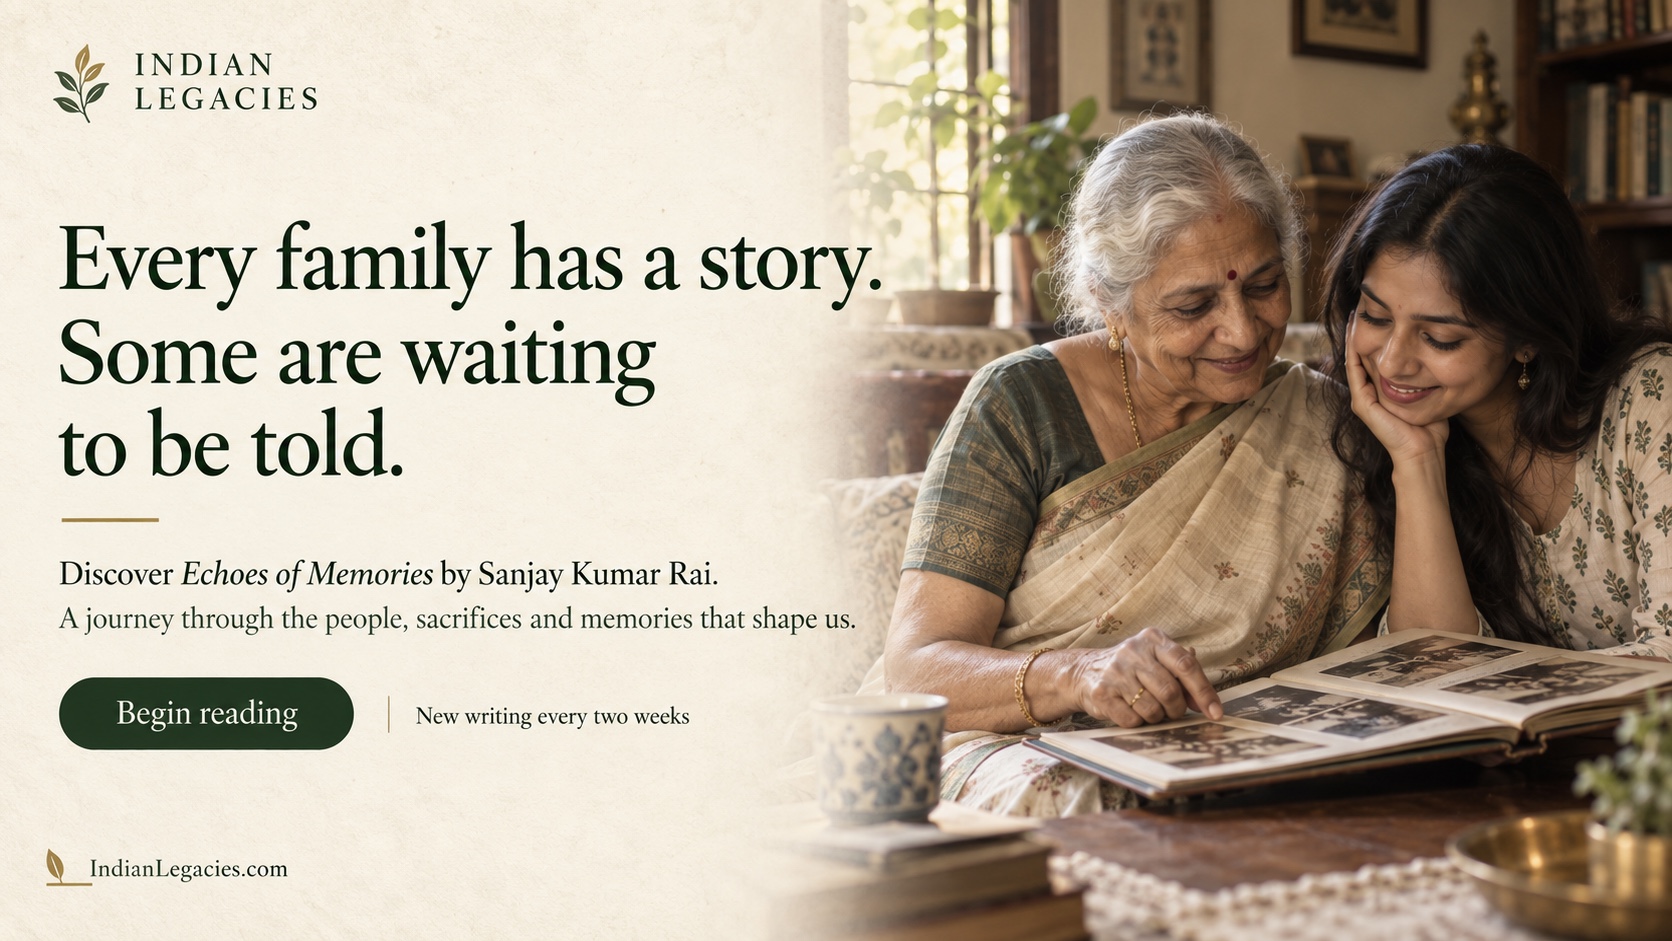 INDIAN
LEGACIES
Every family has a story.
Some are waiting
to be told.
Discover Echoes of Memories by Sanjay Kumar Rai.
A journey through the people, sacrifices and memories that shape us.
Begin reading
New writing every two weeks
IndianLegacies.com